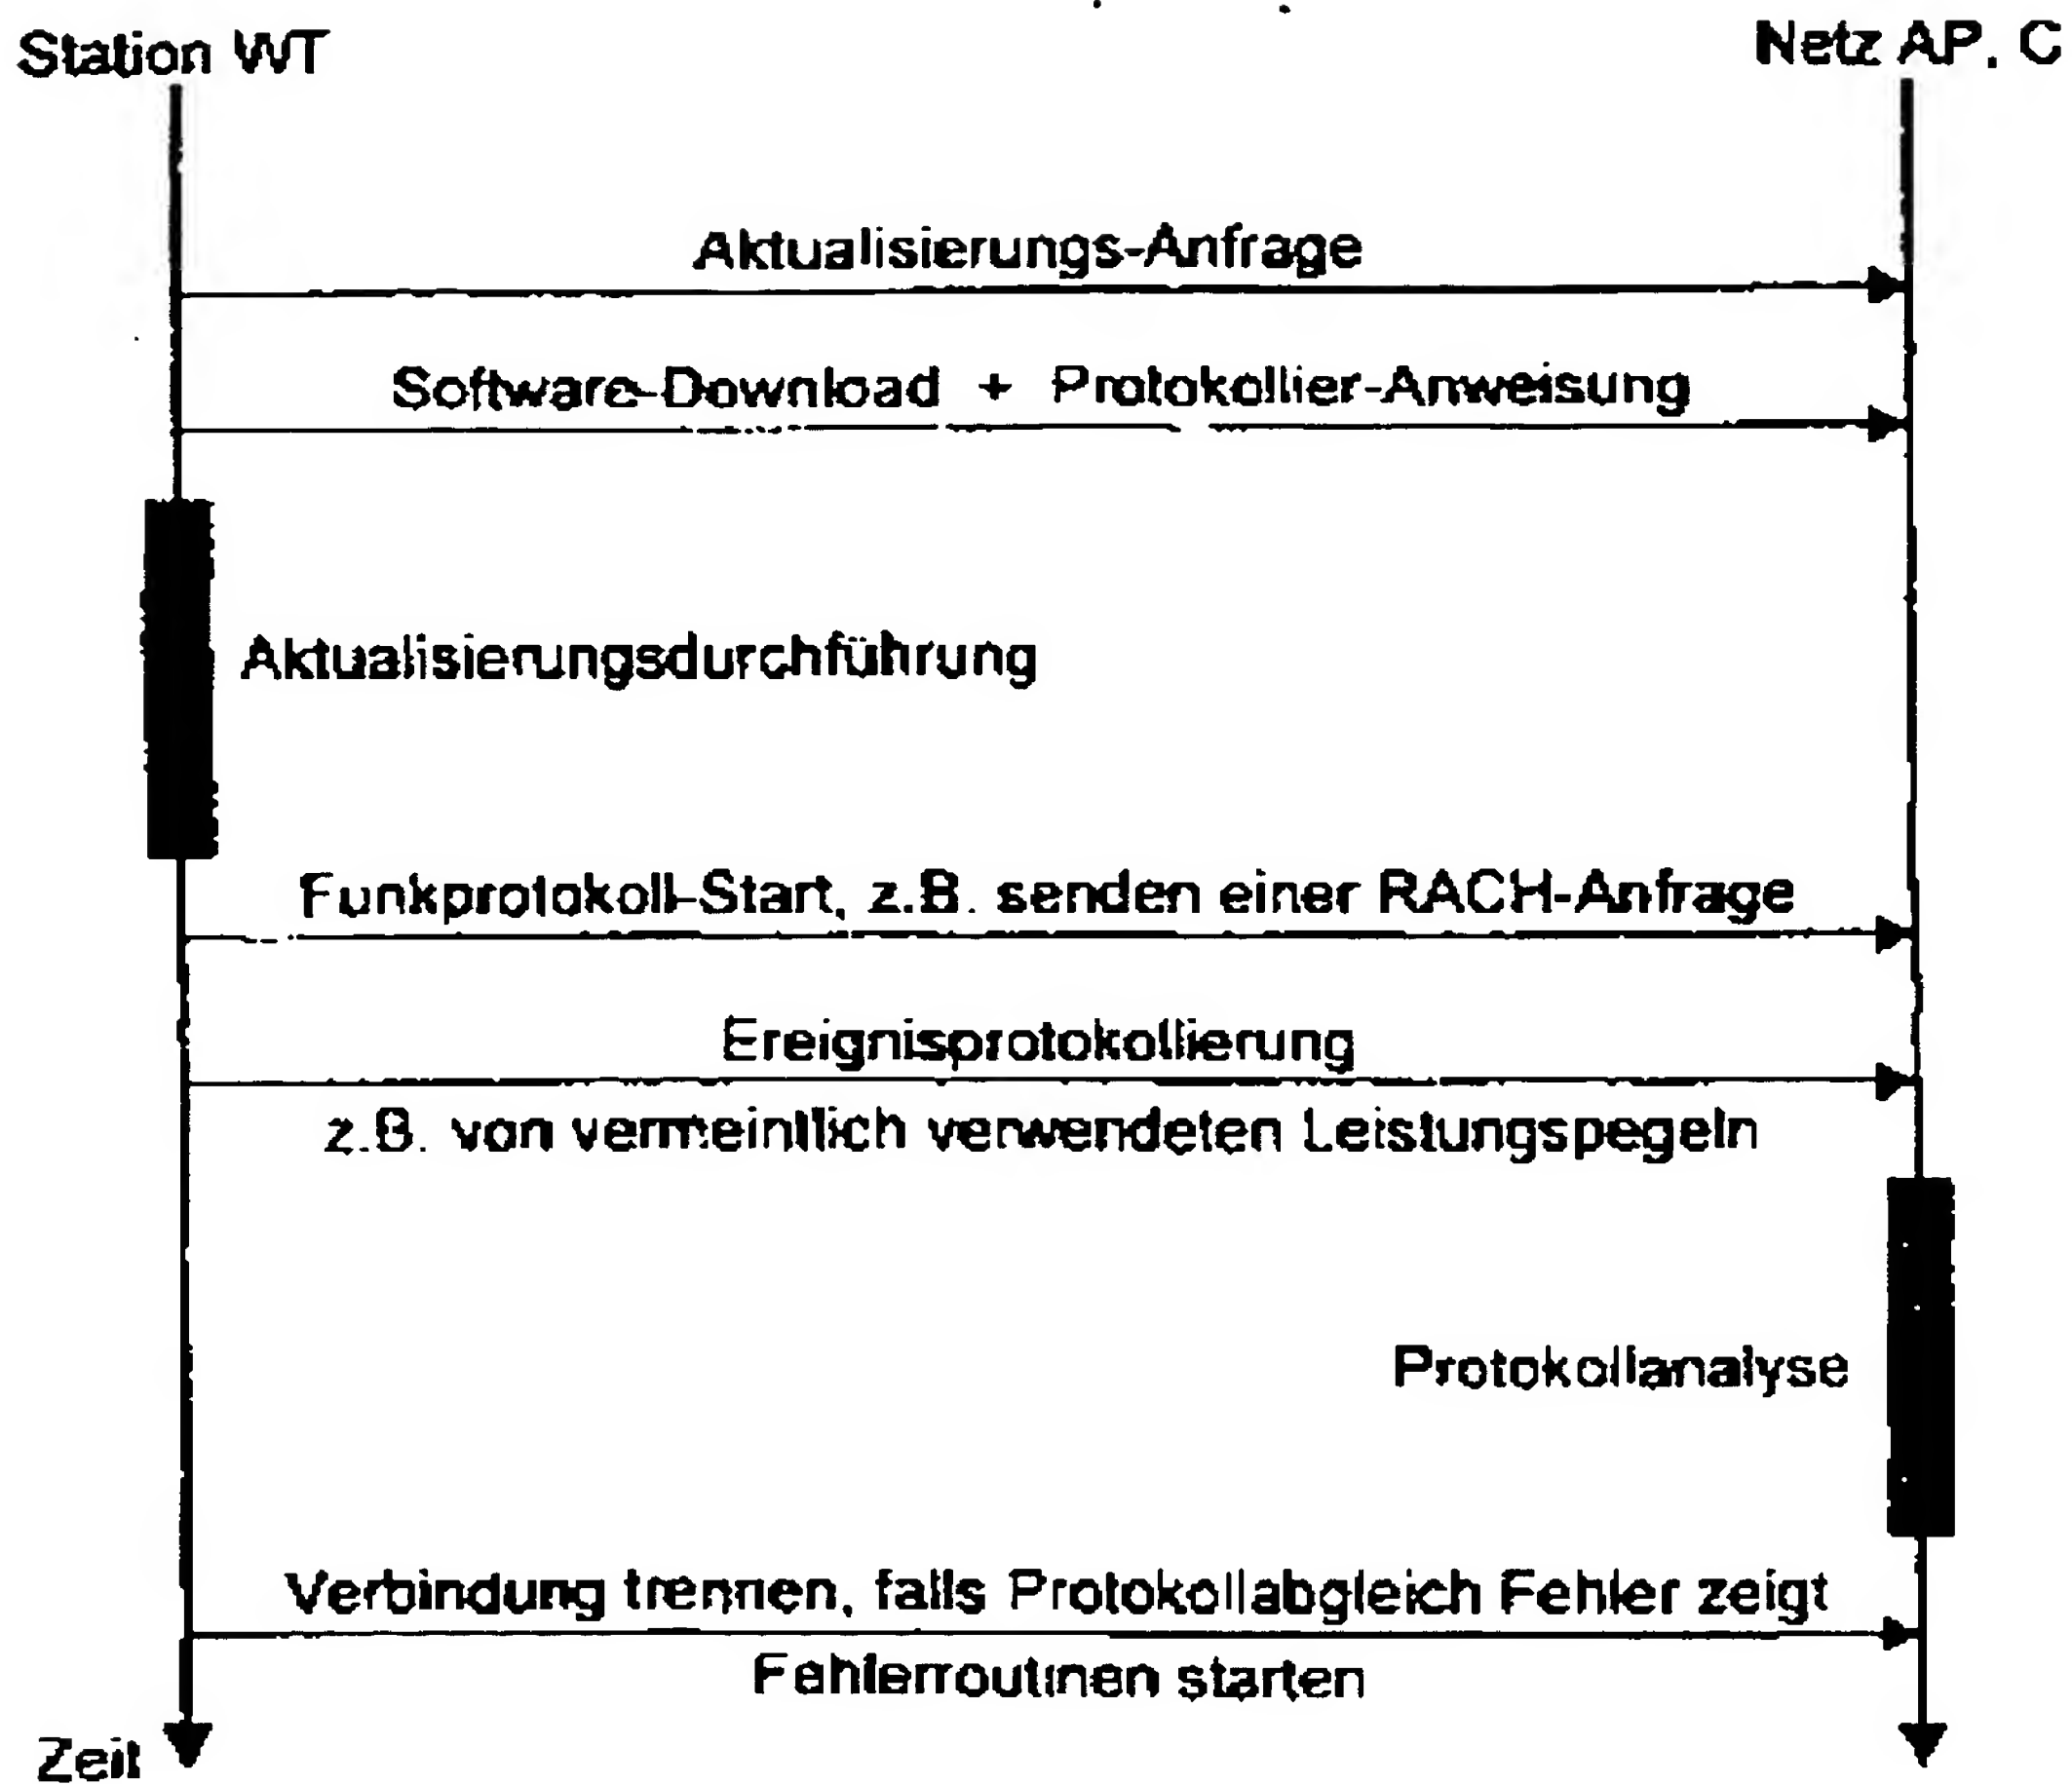 Station WT
Netz AP, C
Aktualisierungs-Anfrage
Software-Download + Protokollier-Anweisung
Aktualisierungsdurchführung
Funkprotokoll-Start, z.B. senden einer RACH-Anfrage
Ereignisprotokollierung
z.B. von vermeintlich verwendeten Leistungspegeln
Protokollanalyse
Verbindung trennen, falls Protokollabgleich Fehler zeigt
Fehlerroutinen starten
Zeit